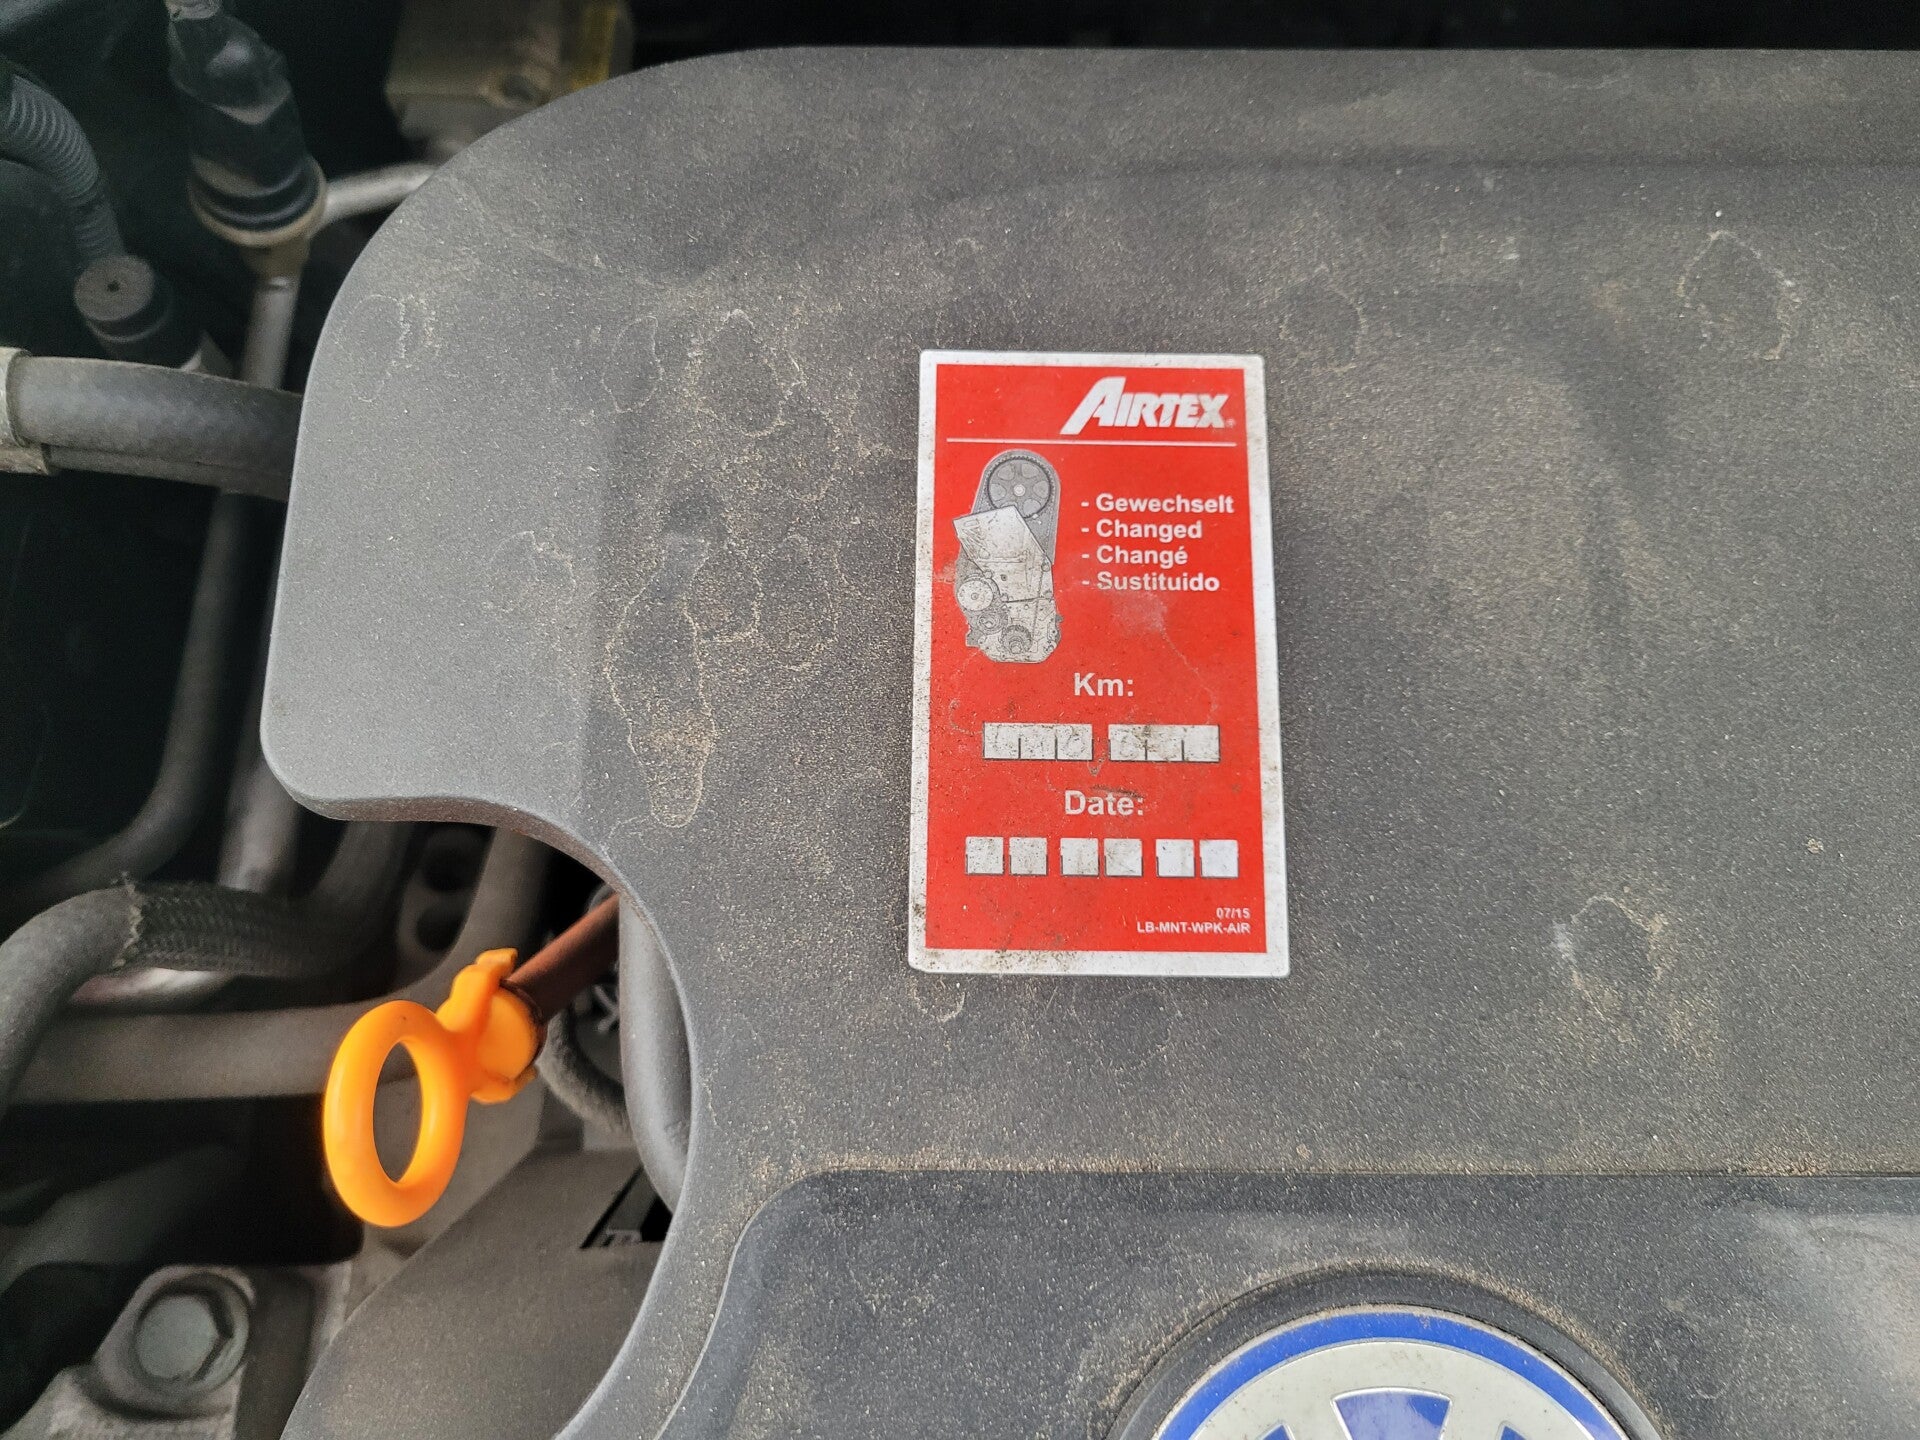 AIRTEX
- Gewechselt
- Changed
- Changé
- Sustituido
Km:
Date:
07/15
LB-MNT-WPK-AIR